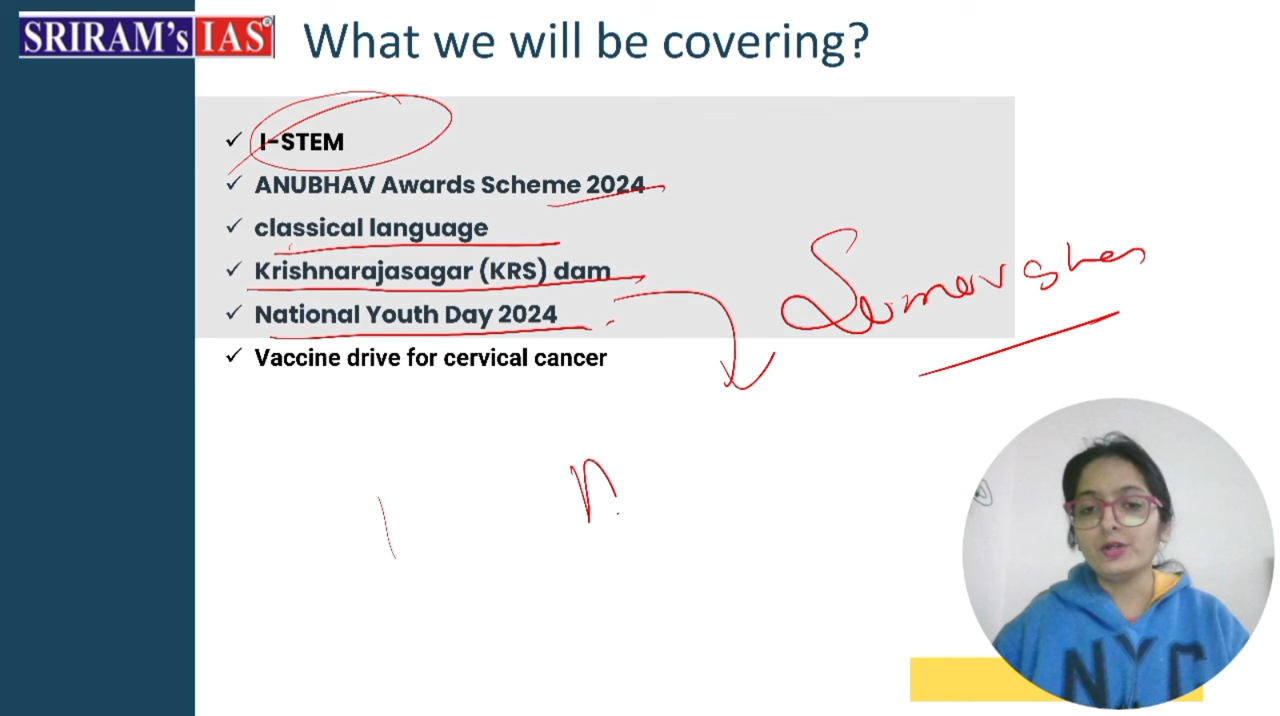 SRIRAM's IAS ®
What we will be covering?
✓ I-STEM
✓ ANUBHAV Awards Scheme 2024
✓ classical language
✓ Krishnarajasagar (KRS) dam
✓ National Youth Day 2024
✓ Vaccine drive for cervical cancer
NYC